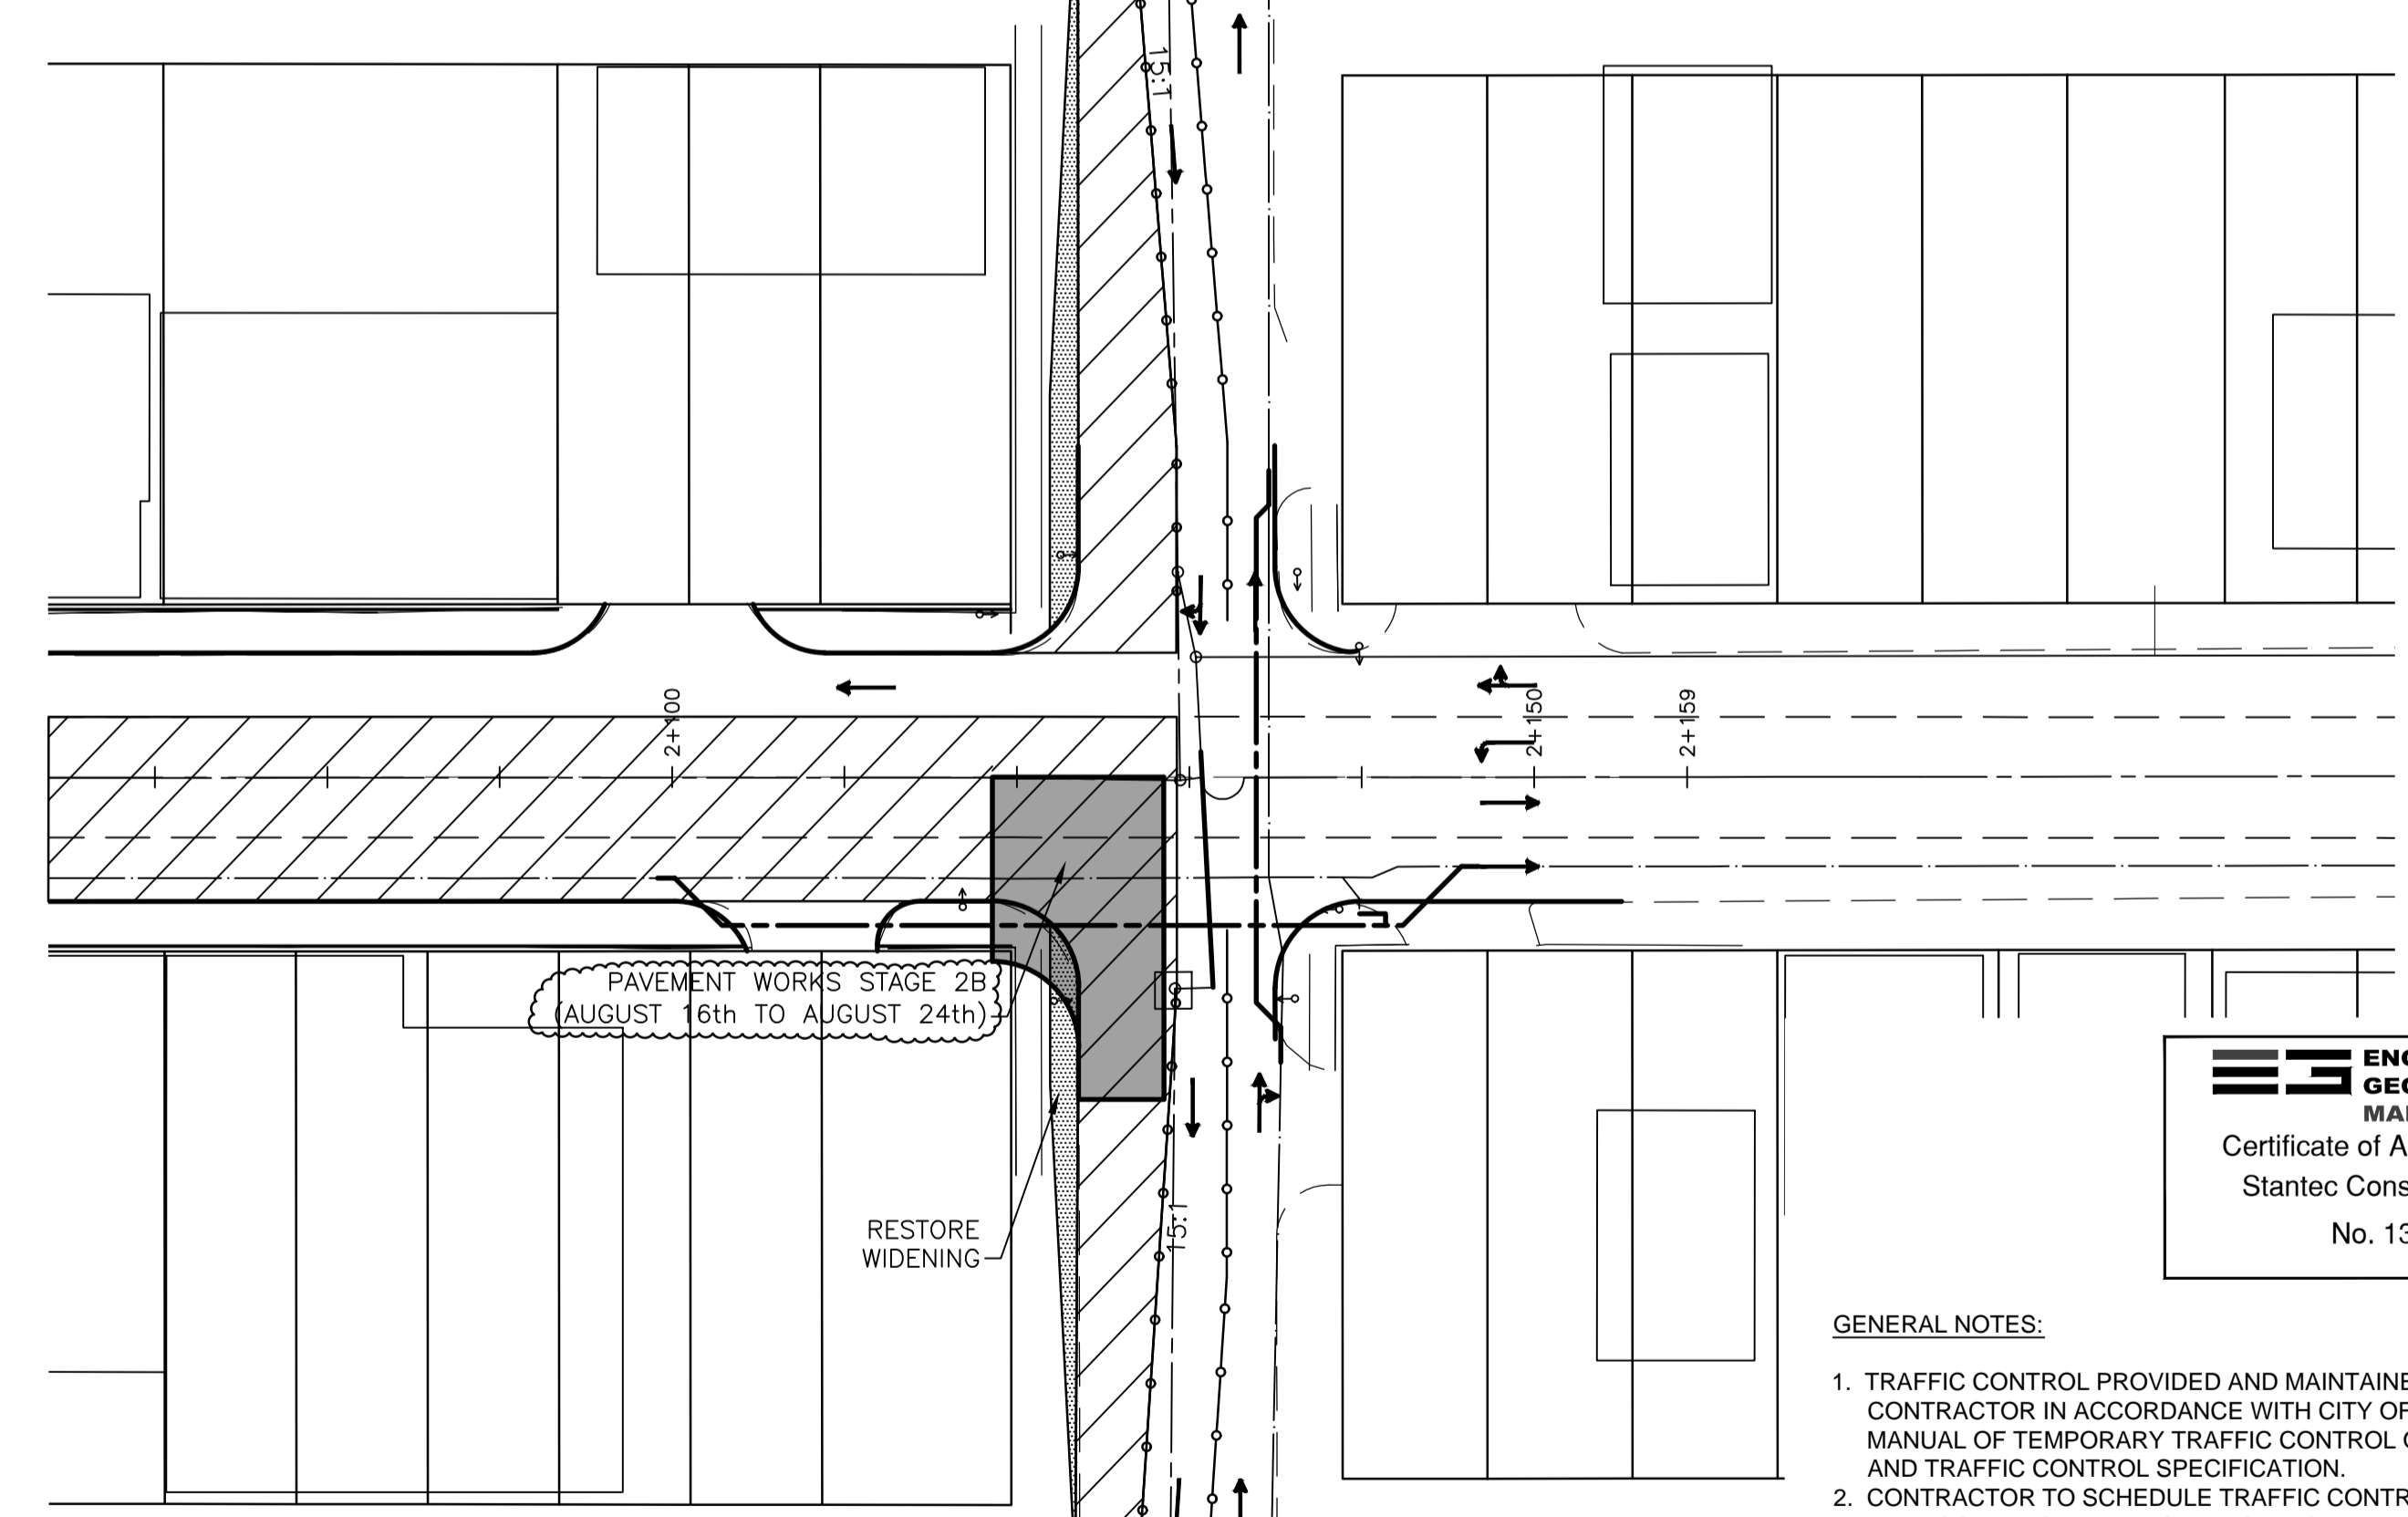 15:1
2+100
2+150
2+159
PAVEMENT WORKS STAGE 2B
(AUGUST 16th TO AUGUST 24th)
RESTORE
WIDENING
15:1
Certificate of A
Stantec Cons
No. 13
GENERAL NOTES:
1. TRAFFIC CONTROL PROVIDED AND MAINTAINE
CONTRACTOR IN ACCORDANCE WITH CITY OF
MANUAL OF TEMPORARY TRAFFIC CONTROL
AND TRAFFIC CONTROL SPECIFICATION.
2. CONTRACTOR TO SCHEDULE TRAFFIC CONTR